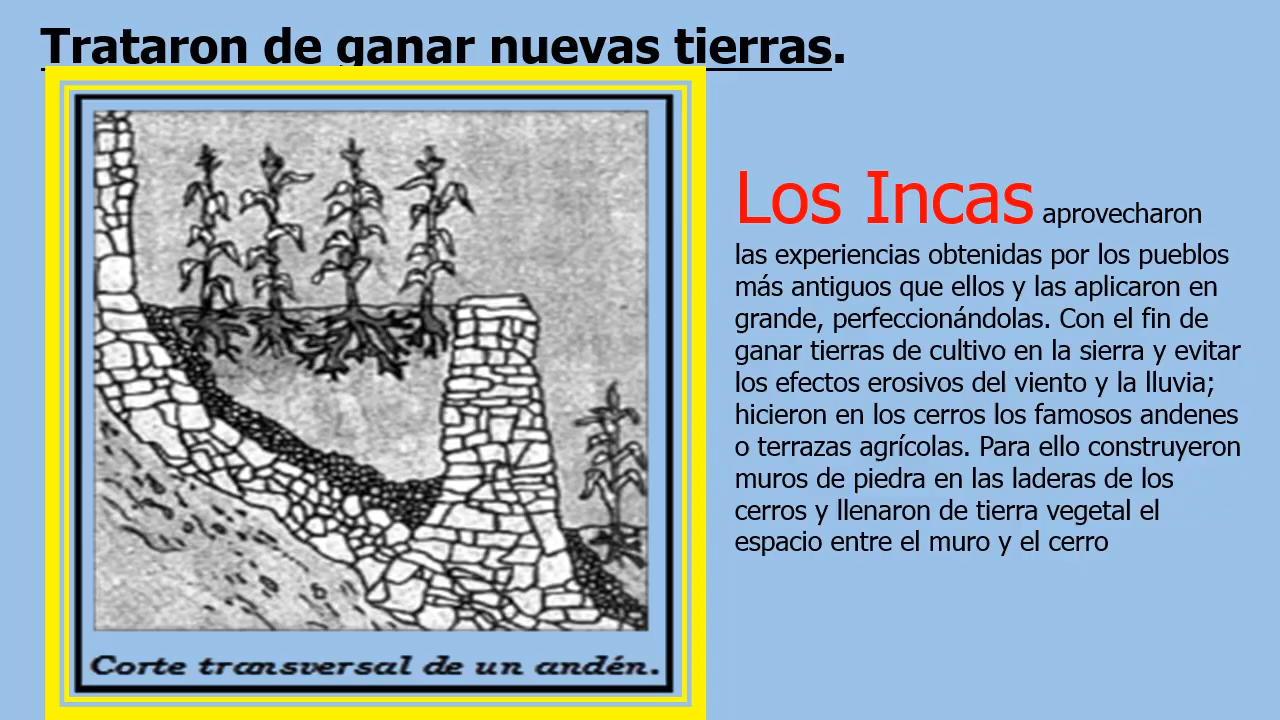 Trataron de ganar nuevas tierras.
Los Incas aprovecharon
las experiencias obtenidas por los pueblos
más antiguos que ellos y las aplicaron en
grande, perfeccionándolas. Con el fin de
ganar tierras de cultivo en la sierra y evitar
los efectos erosivos del viento y la lluvia;
hicieron en los cerros los famosos andenes
o terrazas agrícolas. Para ello construyeron
muros de piedra en las laderas de los
cerros y llenaron de tierra vegetal el
espacio entre el muro y el cerro
Corte transversal de un andén.